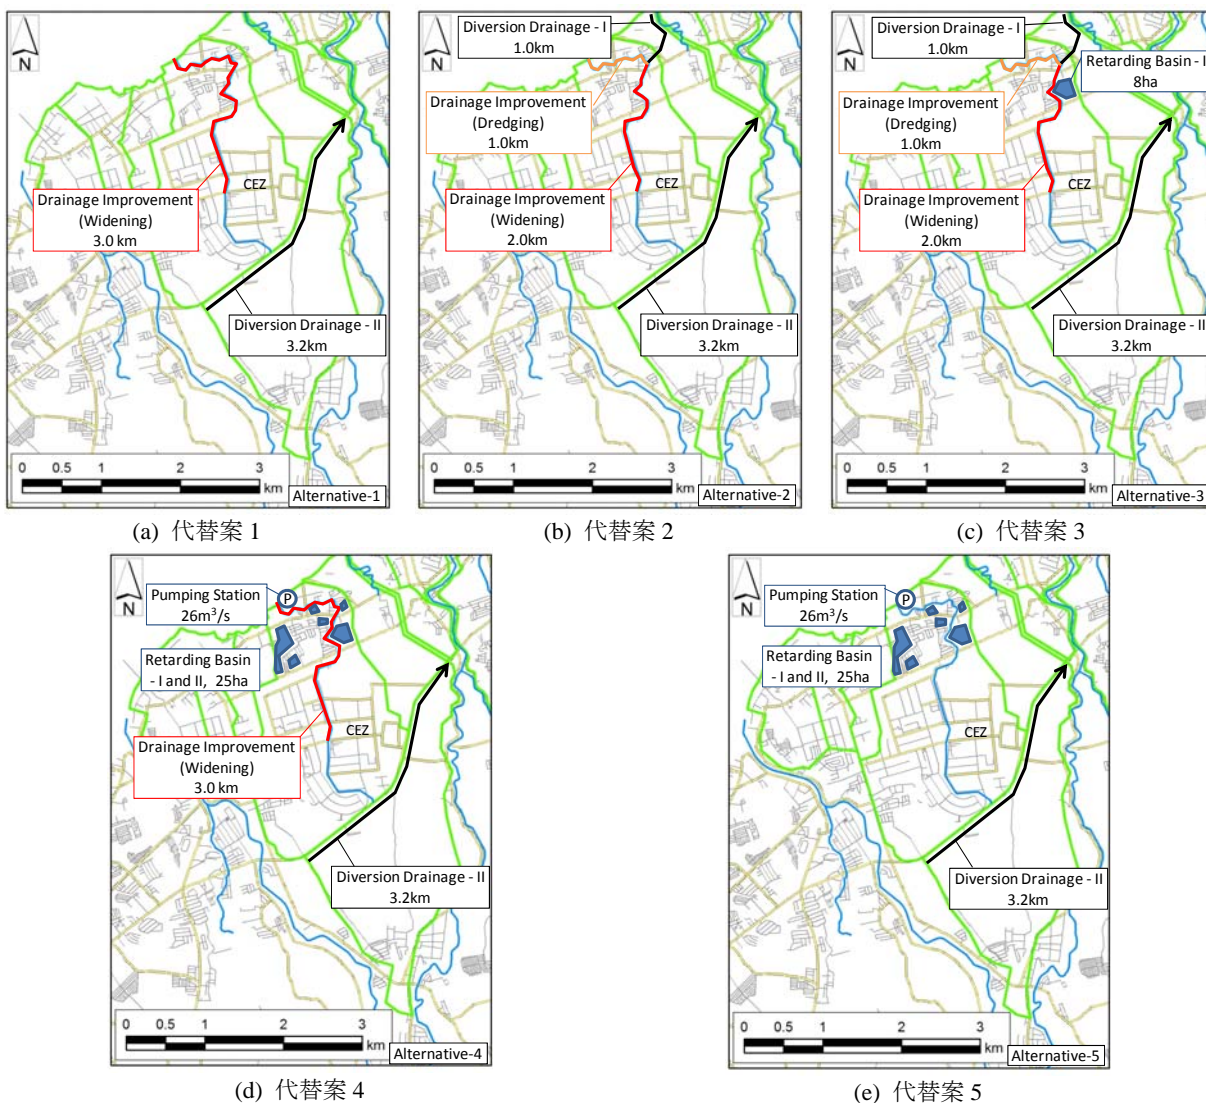 N
Drainage Improvement
(Widening)
3.0 km
CEZ
Diversion Drainage - II
3.2km
0 0.5 1 2 3
km
Alternative-1
(a) 代替案 1
Diversion Drainage - I
1.0km
N
Drainage Improvement
(Dredging)
1.0km
CEZ
Drainage Improvement
(Widening)
2.0km
Diversion Drainage - II
3.2km
0 0.5 1 2 3
km
Alternative-2
(b) 代替案 2
Diversion Drainage - I
1.0km
N
Retarding Basin - I
8ha
Drainage Improvement
(Dredging)
1.0km
CEZ
Drainage Improvement
(Widening)
2.0km
Diversion Drainage - II
3.2km
0 0.5 1 2 3
km
Alternative-3
(c) 代替案 3
N
Pumping Station
26m³/s
P
Retarding Basin
- I and II, 25ha
CEZ
Drainage Improvement
(Widening)
3.0 km
Diversion Drainage - II
3.2km
0 0.5 1 2 3
km
Alternative-4
(d) 代替案 4
N
Pumping Station
26m³/s
P
Retarding Basin
- I and II, 25ha
CEZ
Diversion Drainage - II
3.2km
0 0.5 1 2 3
km
Alternative-5
(e) 代替案 5